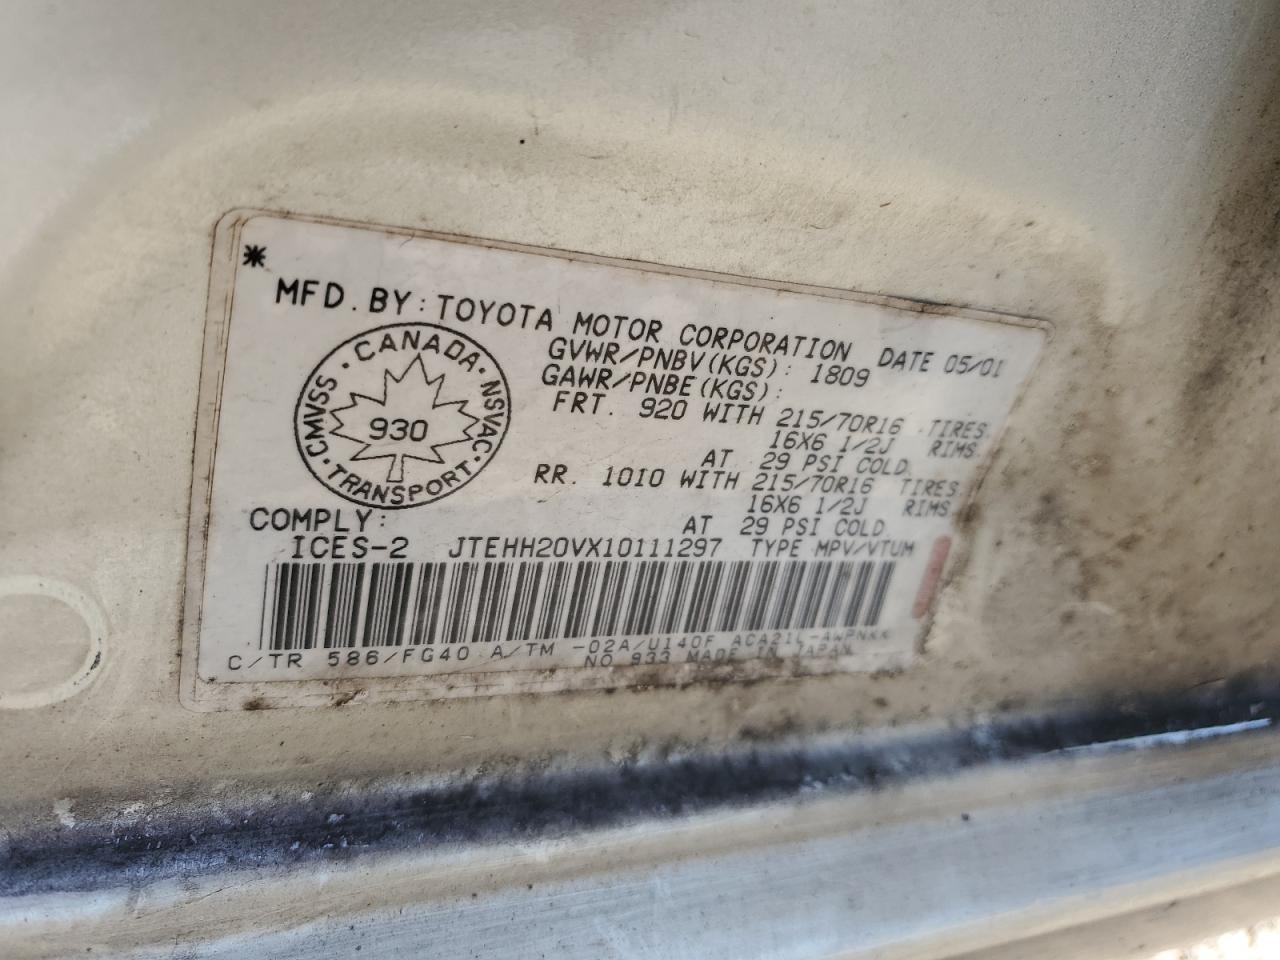 *
MFD. BY: TOYOTA MOTOR CORPORATION DATE 05/01
GVWR/PNBV(KGS): 1809
GAWR/PNBE(KGS):
FRT. 920 WITH 215/70R16 TIRES
16X6 1/2J RIMS
AT 29 PSI COLD
RR. 1010 WITH 215/70R16 TIRES
16X6 1/2J RIMS
AT 29 PSI COLD
CANADA · NSVAC · TRANSPORT · CMVSS ·
930
COMPLY:
ICES-2 JTEHH20VX10111297 TYPE MPV/VTUM
C/TR 586/FG40 A/TM -02A/U140F ACA21L-AWPNKK
NO 933 MADE IN JAPAN